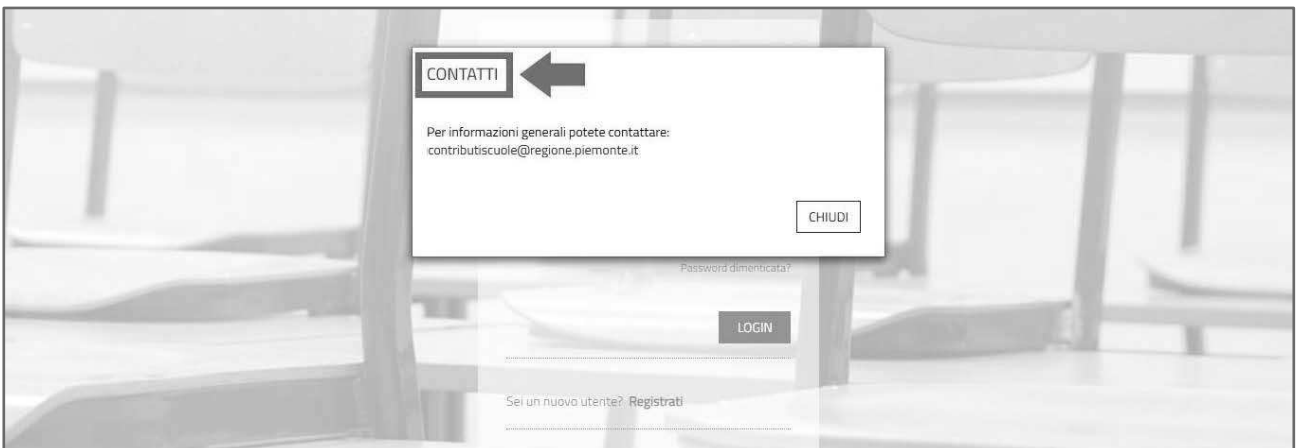 CONTATTI
Per informazioni generali potete contattare:
contributiscuole@regione.piemonte.it
CHIUDI
Password dimenticata?
LOGIN
Sei un nuovo utente? Registrati